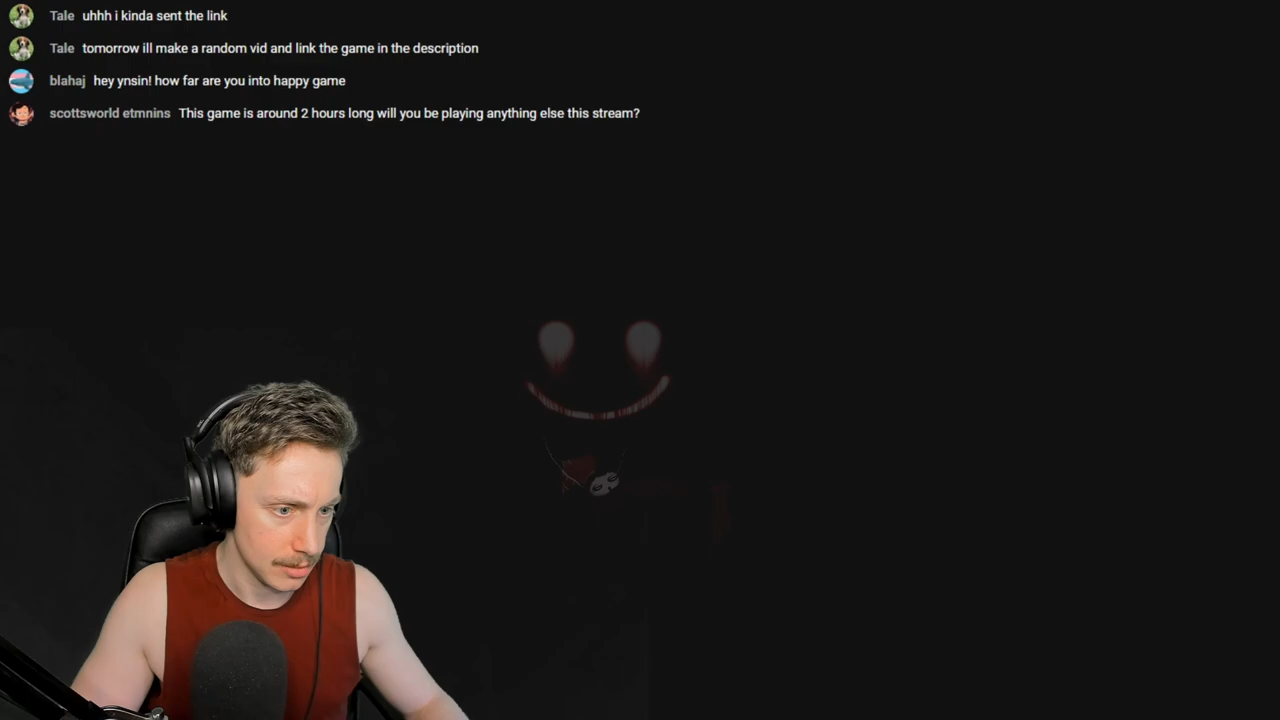 Tale uhhh i kinda sent the link
Tale tomorrow ill make a random vid and link the game in the description
blahaj hey ynsin! how far are you into happy game
scottsworld etmnins This game is around 2 hours long will you be playing anything else this stream?